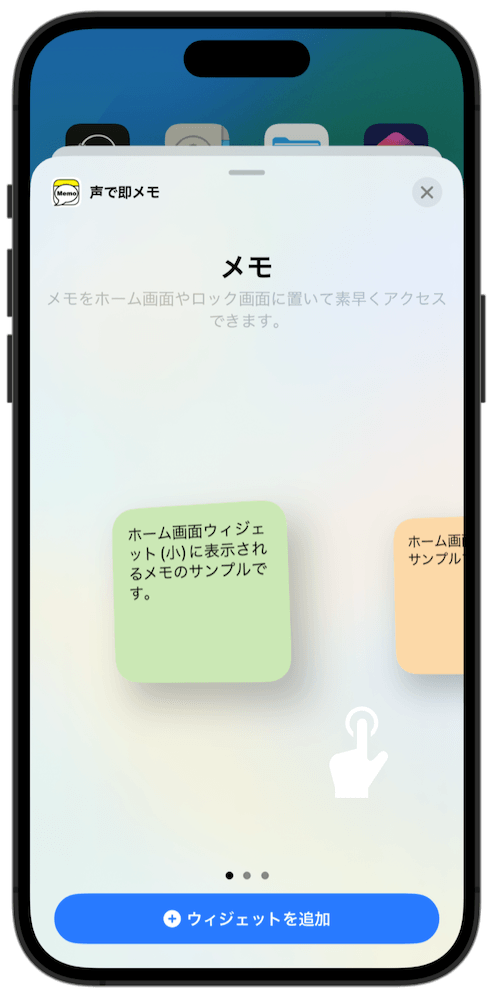 Memo
声で即メモ
メモ
メモをホーム画面やロック画面に置いて素早くアクセス
できます。
ホーム画面ウィジェ
ット (小) に表示され
るメモのサンプルで
す。
ホーム画
サンプル
ウィジェットを追加